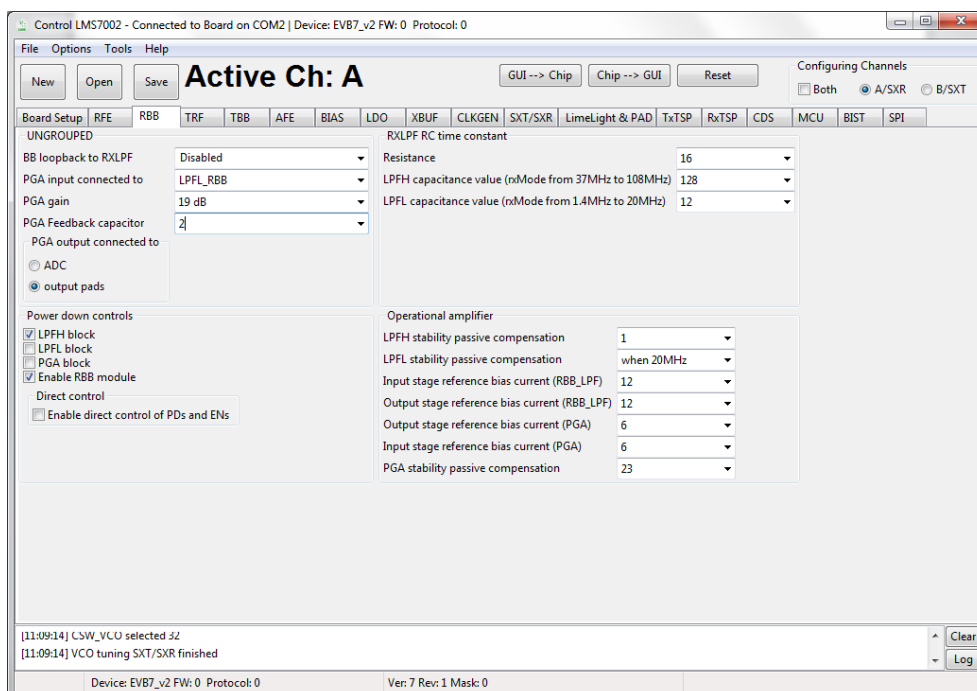 Control LMS7002 - Connected to Board on COM2 | Device: EVB7_v2 FW: 0 Protocol: 0
File Options Tools Help
New Open Save Active Ch: A GUI --> Chip Chip --> GUI Reset
Configuring Channels
Both A/SXR B/SXT
Board Setup RFE RBB TRF TBB AFE BIAS LDO XBUF CLKGEN SXT/SXR LimeLight & PAD TxTSP RxTSP CDS MCU BIST SPI
UNGROUPED
BB loopback to RXLPF Disabled
PGA input connected to LPFL_RBB
PGA gain 19 dB
PGA Feedback capacitor 2
PGA output connected to
ADC
output pads
RXLPF RC time constant
Resistance 16
LPFH capacitance value (rxMode from 37MHz to 108MHz) 128
LPFL capacitance value (rxMode from 1.4MHz to 20MHz) 12
Power down controls
LPFH block
LPFL block
PGA block
Enable RBB module
Direct control
Enable direct control of PDs and ENs
Operational amplifier
LPFH stability passive compensation 1
LPFL stability passive compensation when 20MHz
Input stage reference bias current (RBB_LPF) 12
Output stage reference bias current (RBB_LPF) 12
Output stage reference bias current (PGA) 6
Input stage reference bias current (PGA) 6
PGA stability passive compensation 23
[11:09:14] CSW_VCO selected 32
[11:09:14] VCO tuning SXT/SXR finished
Clear
Log
Device: EVB7_v2 FW: 0 Protocol: 0 Ver: 7 Rev: 1 Mask: 0